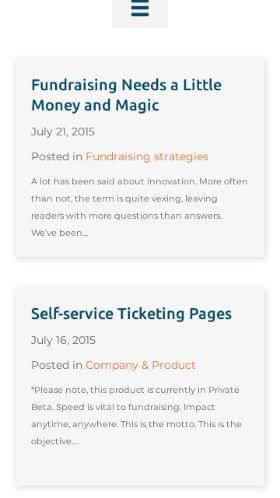 Fundraising Needs a Little
Money and Magic
July 21, 2015
Posted in Fundraising strategies
A lot has been said about innovation. More often
than not, the term is quite vexing, leaving
readers with more questions than answers.
We've been...
Self-service Ticketing Pages
July 16, 2015
Posted in Company & Product
*Please note, this product is currently in Private
Beta. Speed is vital to fundraising. Impact
anytime, anywhere. This is the motto. This is the
objective....